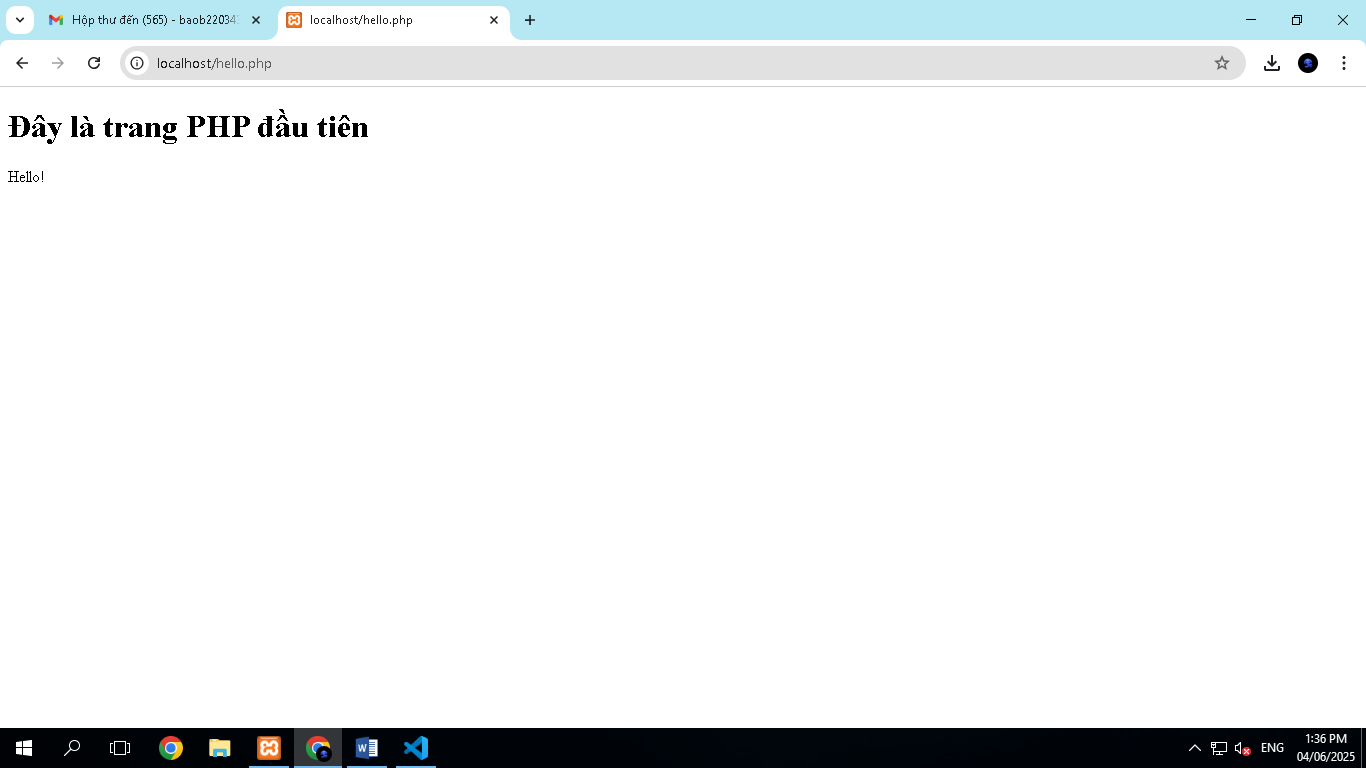 Hộp thư đến (565) - baob22034
localhost/hello.php
localhost/hello.php
Đây là trang PHP đầu tiên
Hello!
ENG
1:36 PM
04/06/2025